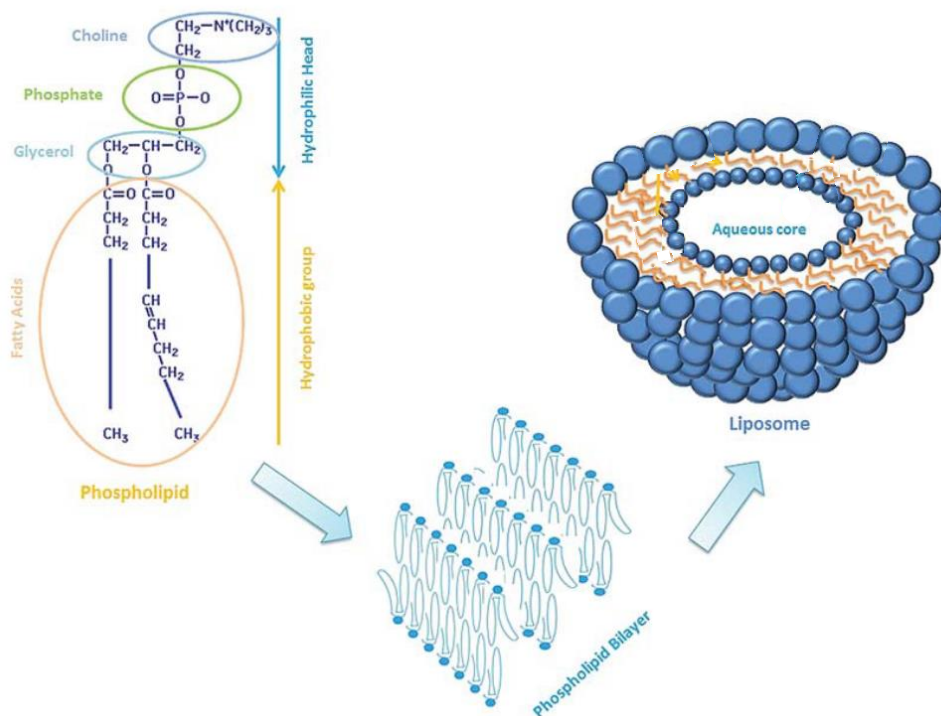 Choline
CH₂—N⁺(CH₂)₃
CH₂
O
Phosphate
O=P—O
O
Glycerol
CH₂—CH—CH₂
O O
C=O C=O
CH₂ CH₂
CH₂ CH₂
CH
CH
CH₂
CH₂
CH₃ CH₃
Fatty Acids
Hydrophilic Head
Hydrophobic group
Phospholipid
Phospholipid Bilayer
Aqueous core
Liposome